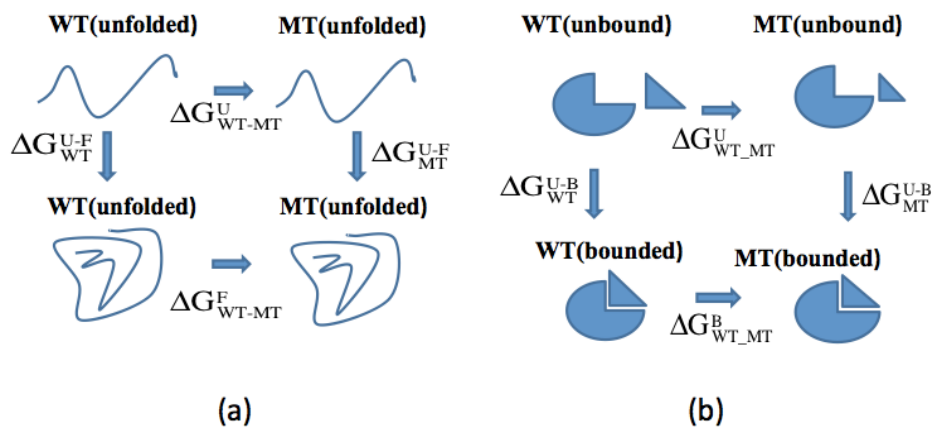 WT(unfolded) MT(unfolded)
ΔG^U_WT-MT
ΔG^U-F_WT ΔG^U-F_MT
WT(unfolded) MT(unfolded)
ΔG^F_WT-MT
(a)
WT(unbound) MT(unbound)
ΔG^U_WT_MT
ΔG^U-B_WT ΔG^U-B_MT
WT(bounded) MT(bounded)
ΔG^B_WT_MT
(b)